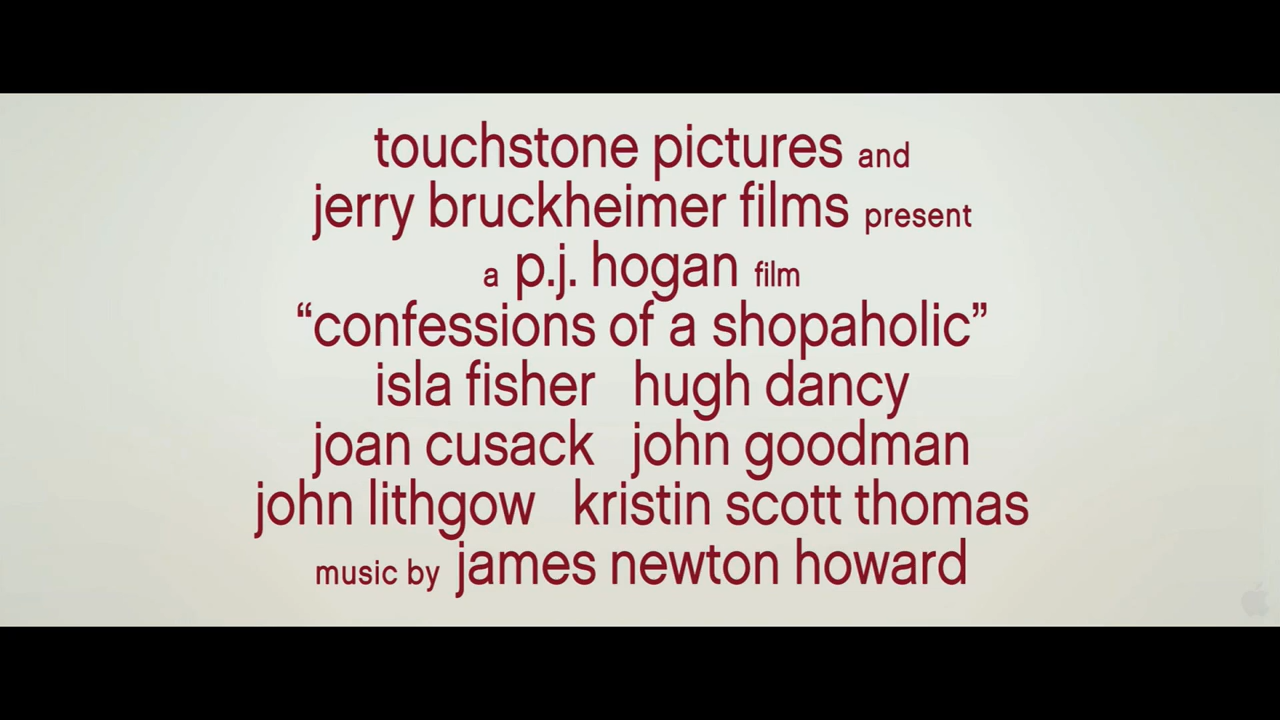 touchstone pictures and
jerry bruckheimer films present
a p.j. hogan film
“confessions of a shopaholic”
isla fisher hugh dancy
joan cusack john goodman
john lithgow kristin scott thomas
music by james newton howard